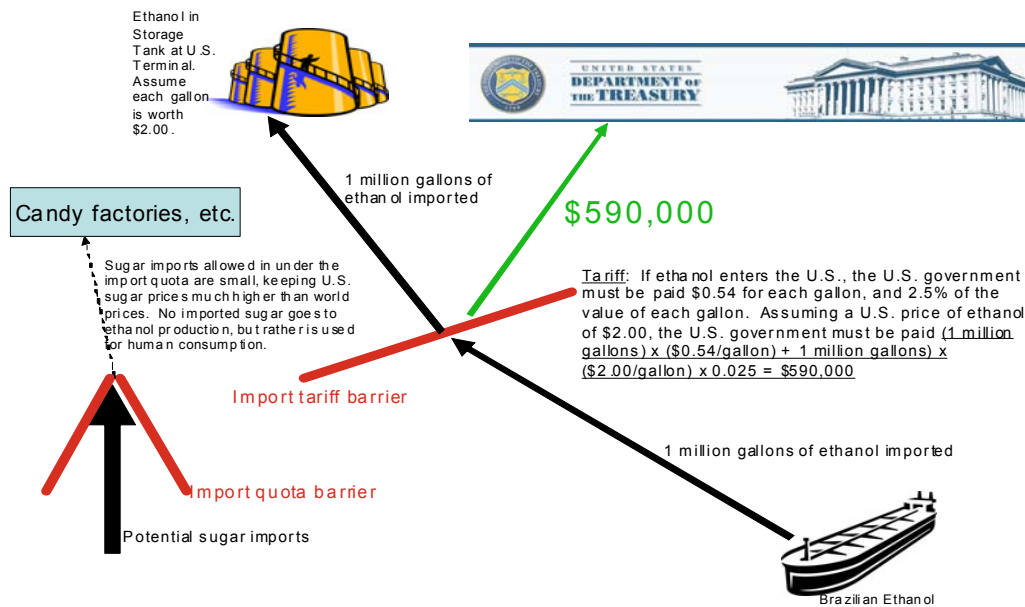 Ethanol in
Storage
Tank at U.S.
Terminal.
Assume
each gallon
is worth
$2.00.
UNITED STATES
DEPARTMENT of
THE TREASURY
1 million gallons of
ethanol imported
$590,000
Candy factories, etc.
Sugar imports allowed in under the
import quota are small, keeping U.S.
sugar prices much higher than world
prices. No imported sugar goes to
ethanol production, but rather is used
for human consumption.
Tariff: If ethanol enters the U.S., the U.S. government
must be paid $0.54 for each gallon, and 2.5% of the
value of each gallon. Assuming a U.S. price of ethanol
of $2.00, the U.S. government must be paid (1 million
gallons) x ($0.54/gallon) + 1 million gallons) x
($2.00/gallon) x 0.025 = $590,000
Import tariff barrier
1 million gallons of ethanol imported
Import quota barrier
Potential sugar imports
Brazilian Ethanol